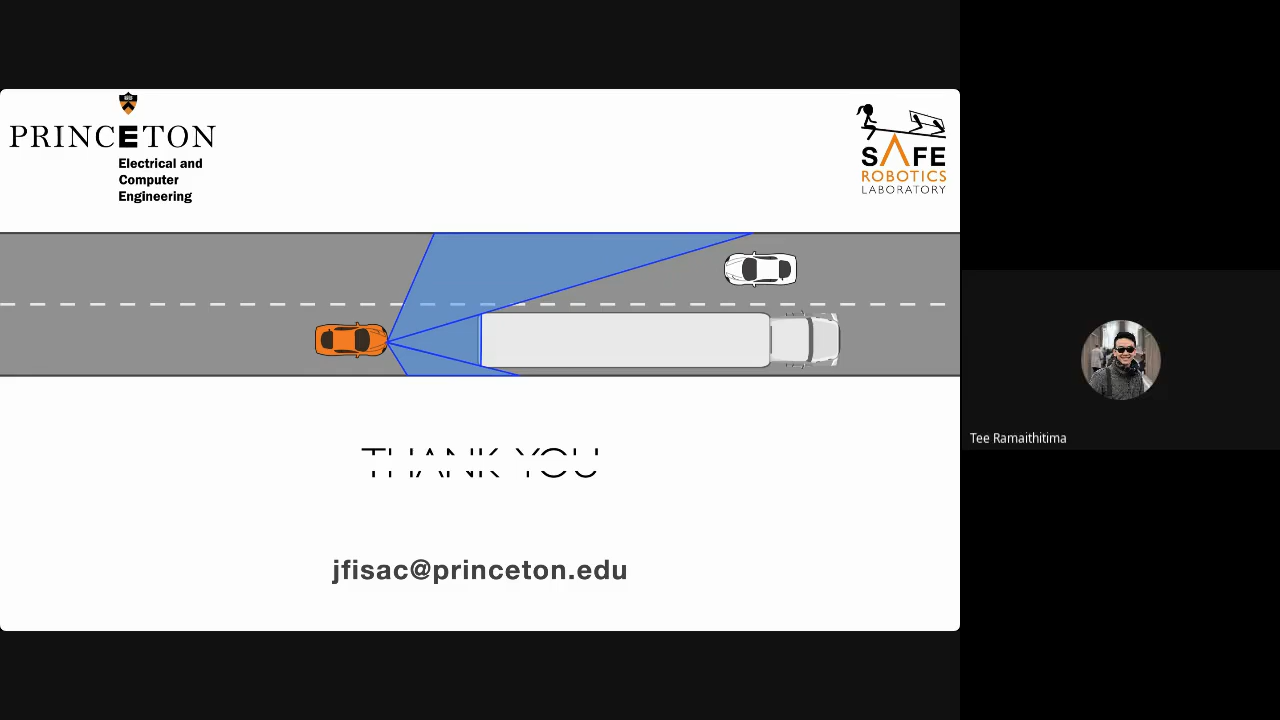 PRINCETON
Electrical and
Computer
Engineering
SAFE
ROBOTICS
LABORATORY
THANK YOU
jfisac@princeton.edu
Tee Ramaithitima